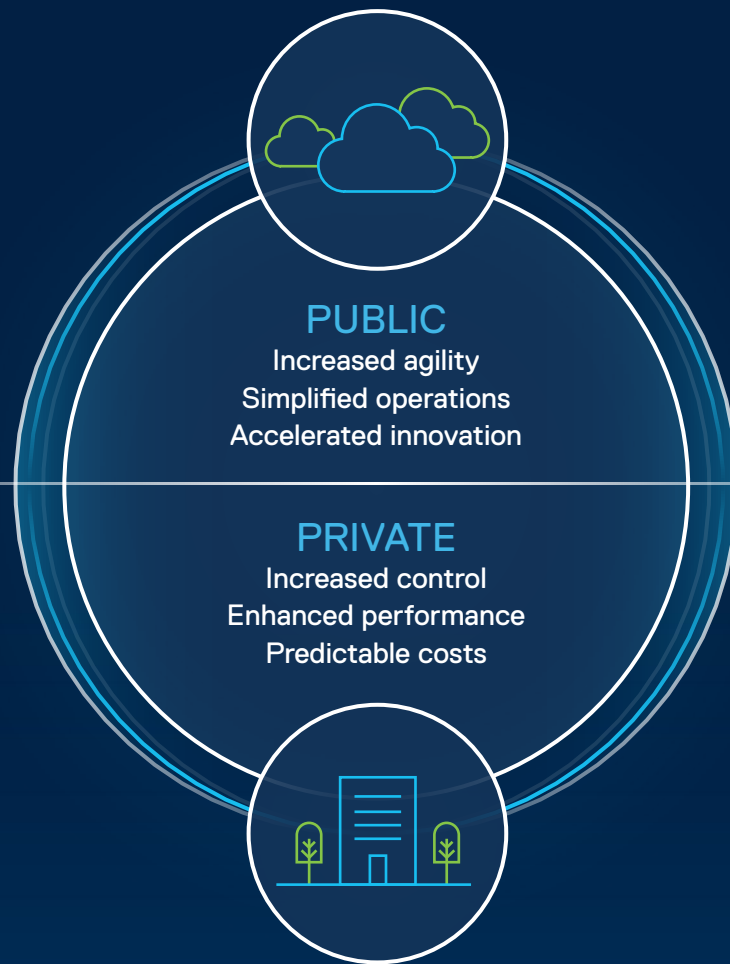 PUBLIC
Increased agility
Simplified operations
Accelerated innovation
PRIVATE
Increased control
Enhanced performance
Predictable costs